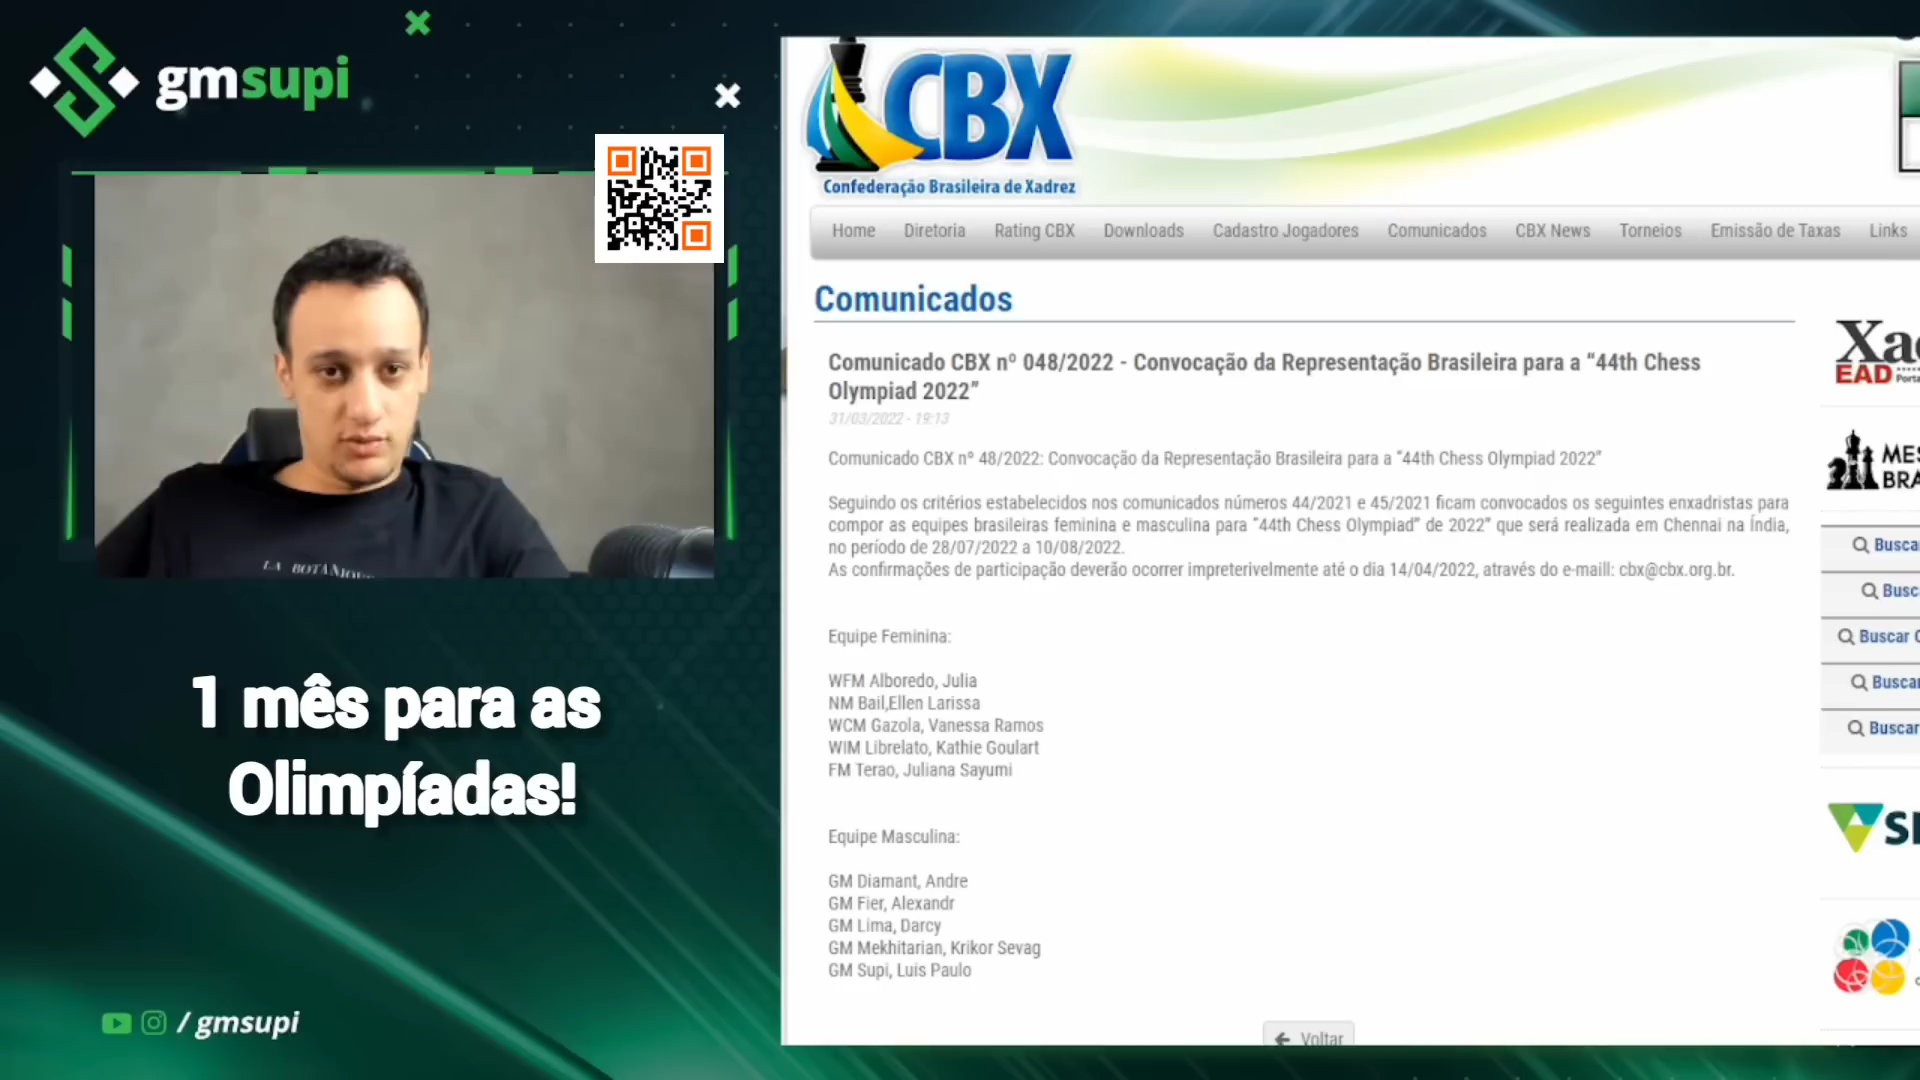 gmsupi
LA BOTANIQUE
1 mês para as
Olimpíadas!
/ gmsupi
CBX
Confederação Brasileira de Xadrez
Home Diretoria Rating CBX Downloads Cadastro Jogadores Comunicados CBX News Torneios Emissão de Taxas Links
Comunicados
Comunicado CBX nº 048/2022 - Convocação da Representação Brasileira para a “44th Chess
Olympiad 2022”
31/03/2022 - 19:13
Comunicado CBX nº 48/2022: Convocação da Representação Brasileira para a “44th Chess Olympiad 2022”
Seguindo os critérios estabelecidos nos comunicados números 44/2021 e 45/2021 ficam convocados os seguintes enxadristas para
compor as equipes brasileiras feminina e masculina para “44th Chess Olympiad” de 2022” que será realizada em Chennai na Índia,
no período de 28/07/2022 a 10/08/2022.
As confirmações de participação deverão ocorrer impreterivelmente até o dia 14/04/2022, através do e-maill: cbx@cbx.org.br.
Equipe Feminina:
WFM Alboredo, Julia
NM Bail,Ellen Larissa
WCM Gazola, Vanessa Ramos
WIM Librelato, Kathie Goulart
FM Terao, Juliana Sayumi
Equipe Masculina:
GM Diamant, Andre
GM Fier, Alexandr
GM Lima, Darcy
GM Mekhitarian, Krikor Sevag
GM Supi, Luis Paulo
Voltar
EAD
Buscar